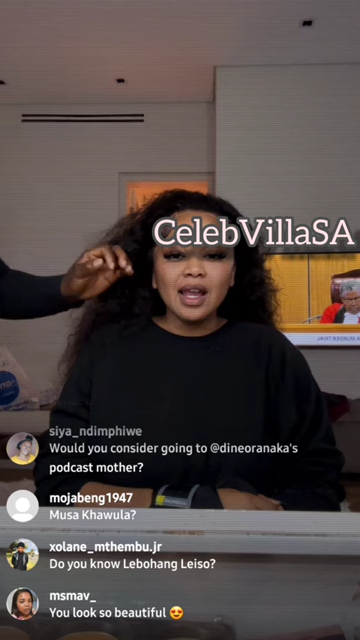 CelebVillaSA
siya_ndimphiwe
Would you consider going to @dineoranaka's
podcast mother?
mojabeng1947
Musa Khawula?
xolane_mthembu.jr
Do you know Lebohang Leiso?
msmav_
You look so beautiful 😍